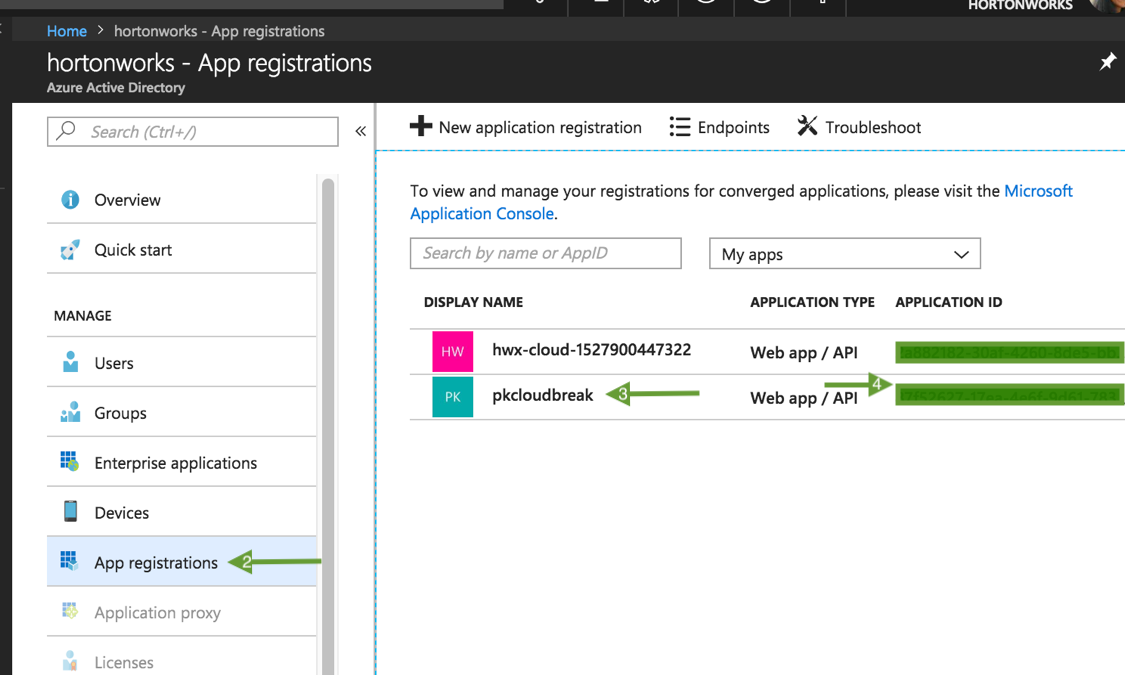 HORTONWORKS
Home > hortonworks - App registrations
hortonworks - App registrations
Azure Active Directory
Search (Ctrl+/)
«
New application registration
Endpoints
Troubleshoot
Overview
Quick start
MANAGE
Users
Groups
Enterprise applications
Devices
App registrations
2
Application proxy
Licenses
To view and manage your registrations for converged applications, please visit the Microsoft
Application Console.
Search by name or AppID
My apps
DISPLAY NAME
APPLICATION TYPE
APPLICATION ID
HW
hwx-cloud-1527900447322
Web app / API
PK
pkcloudbreak
3
Web app / API
4